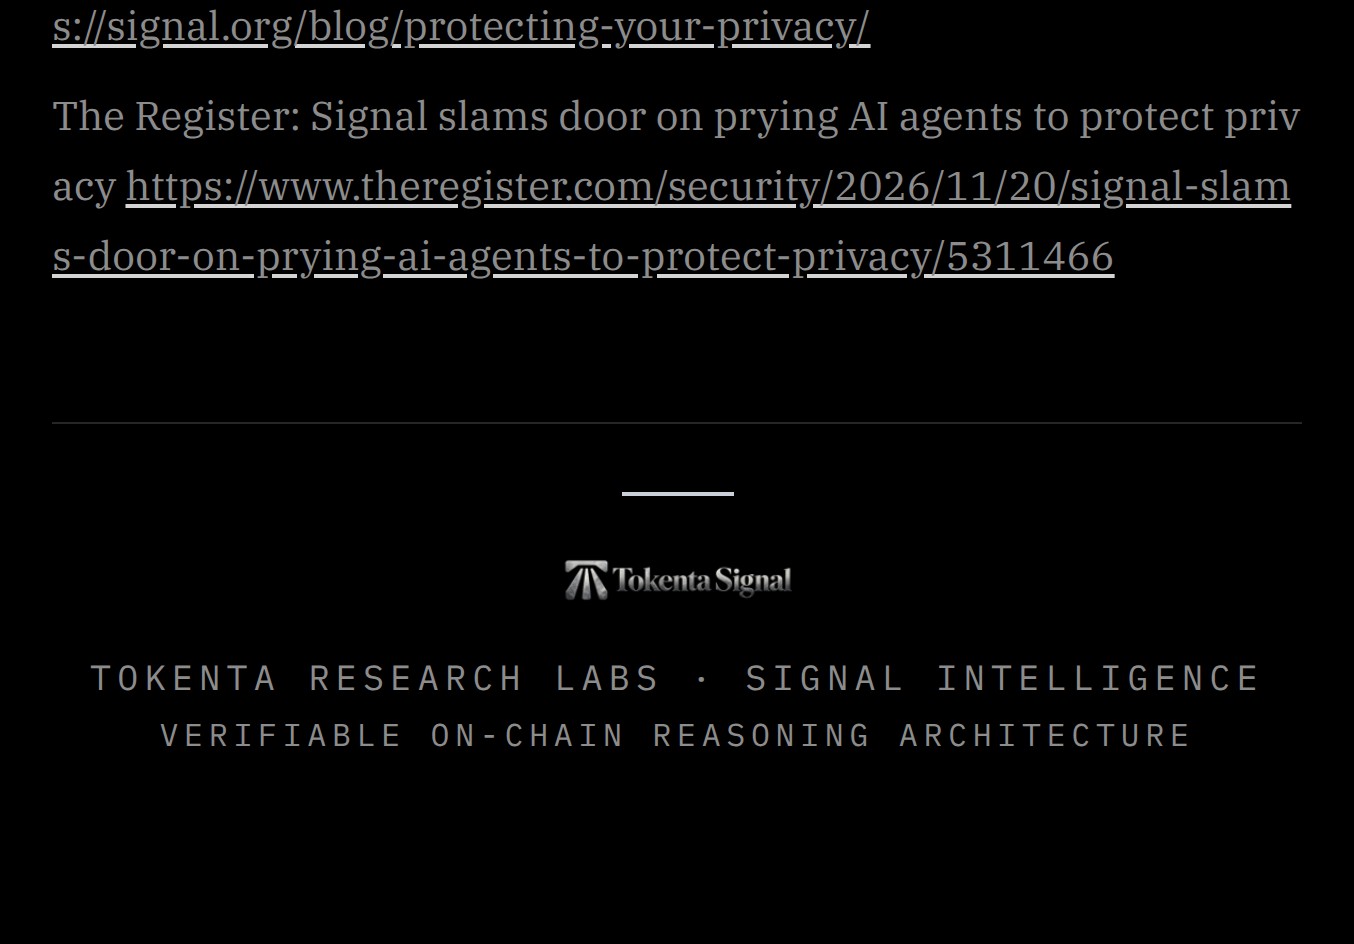 s://signal.org/blog/protecting-your-privacy/
The Register: Signal slams door on prying AI agents to protect priv
acy https://www.theregister.com/security/2026/11/20/signal-slam
s-door-on-prying-ai-agents-to-protect-privacy/5311466
Tokenta Signal
TOKENTA RESEARCH LABS · SIGNAL INTELLIGENCE
VERIFIABLE ON-CHAIN REASONING ARCHITECTURE